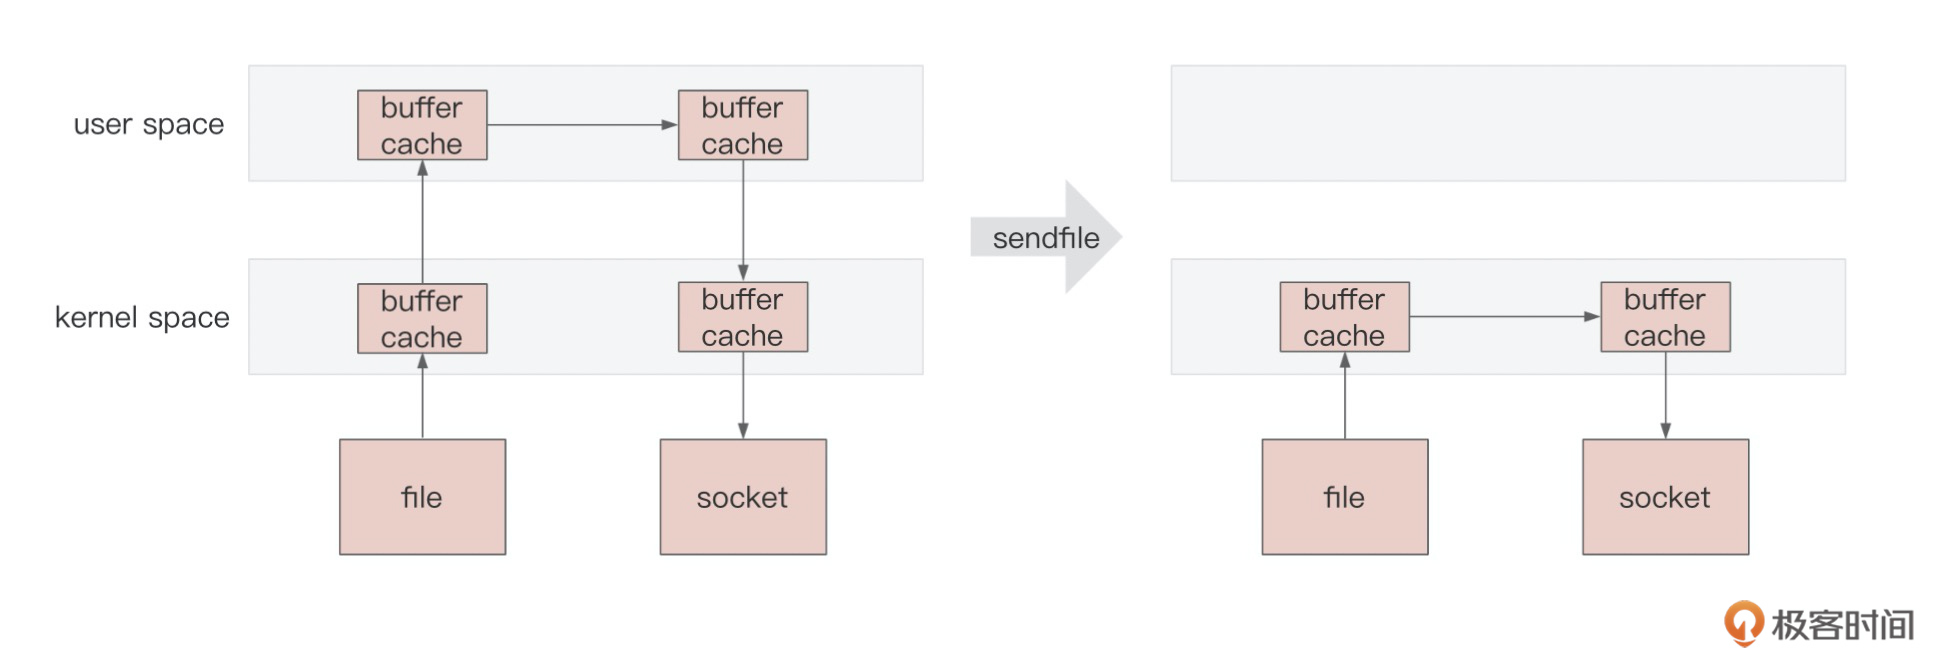 user space
buffer
cache
buffer
cache
kernel space
buffer
cache
buffer
cache
file
socket
sendfile
buffer
cache
buffer
cache
file
socket
极客时间